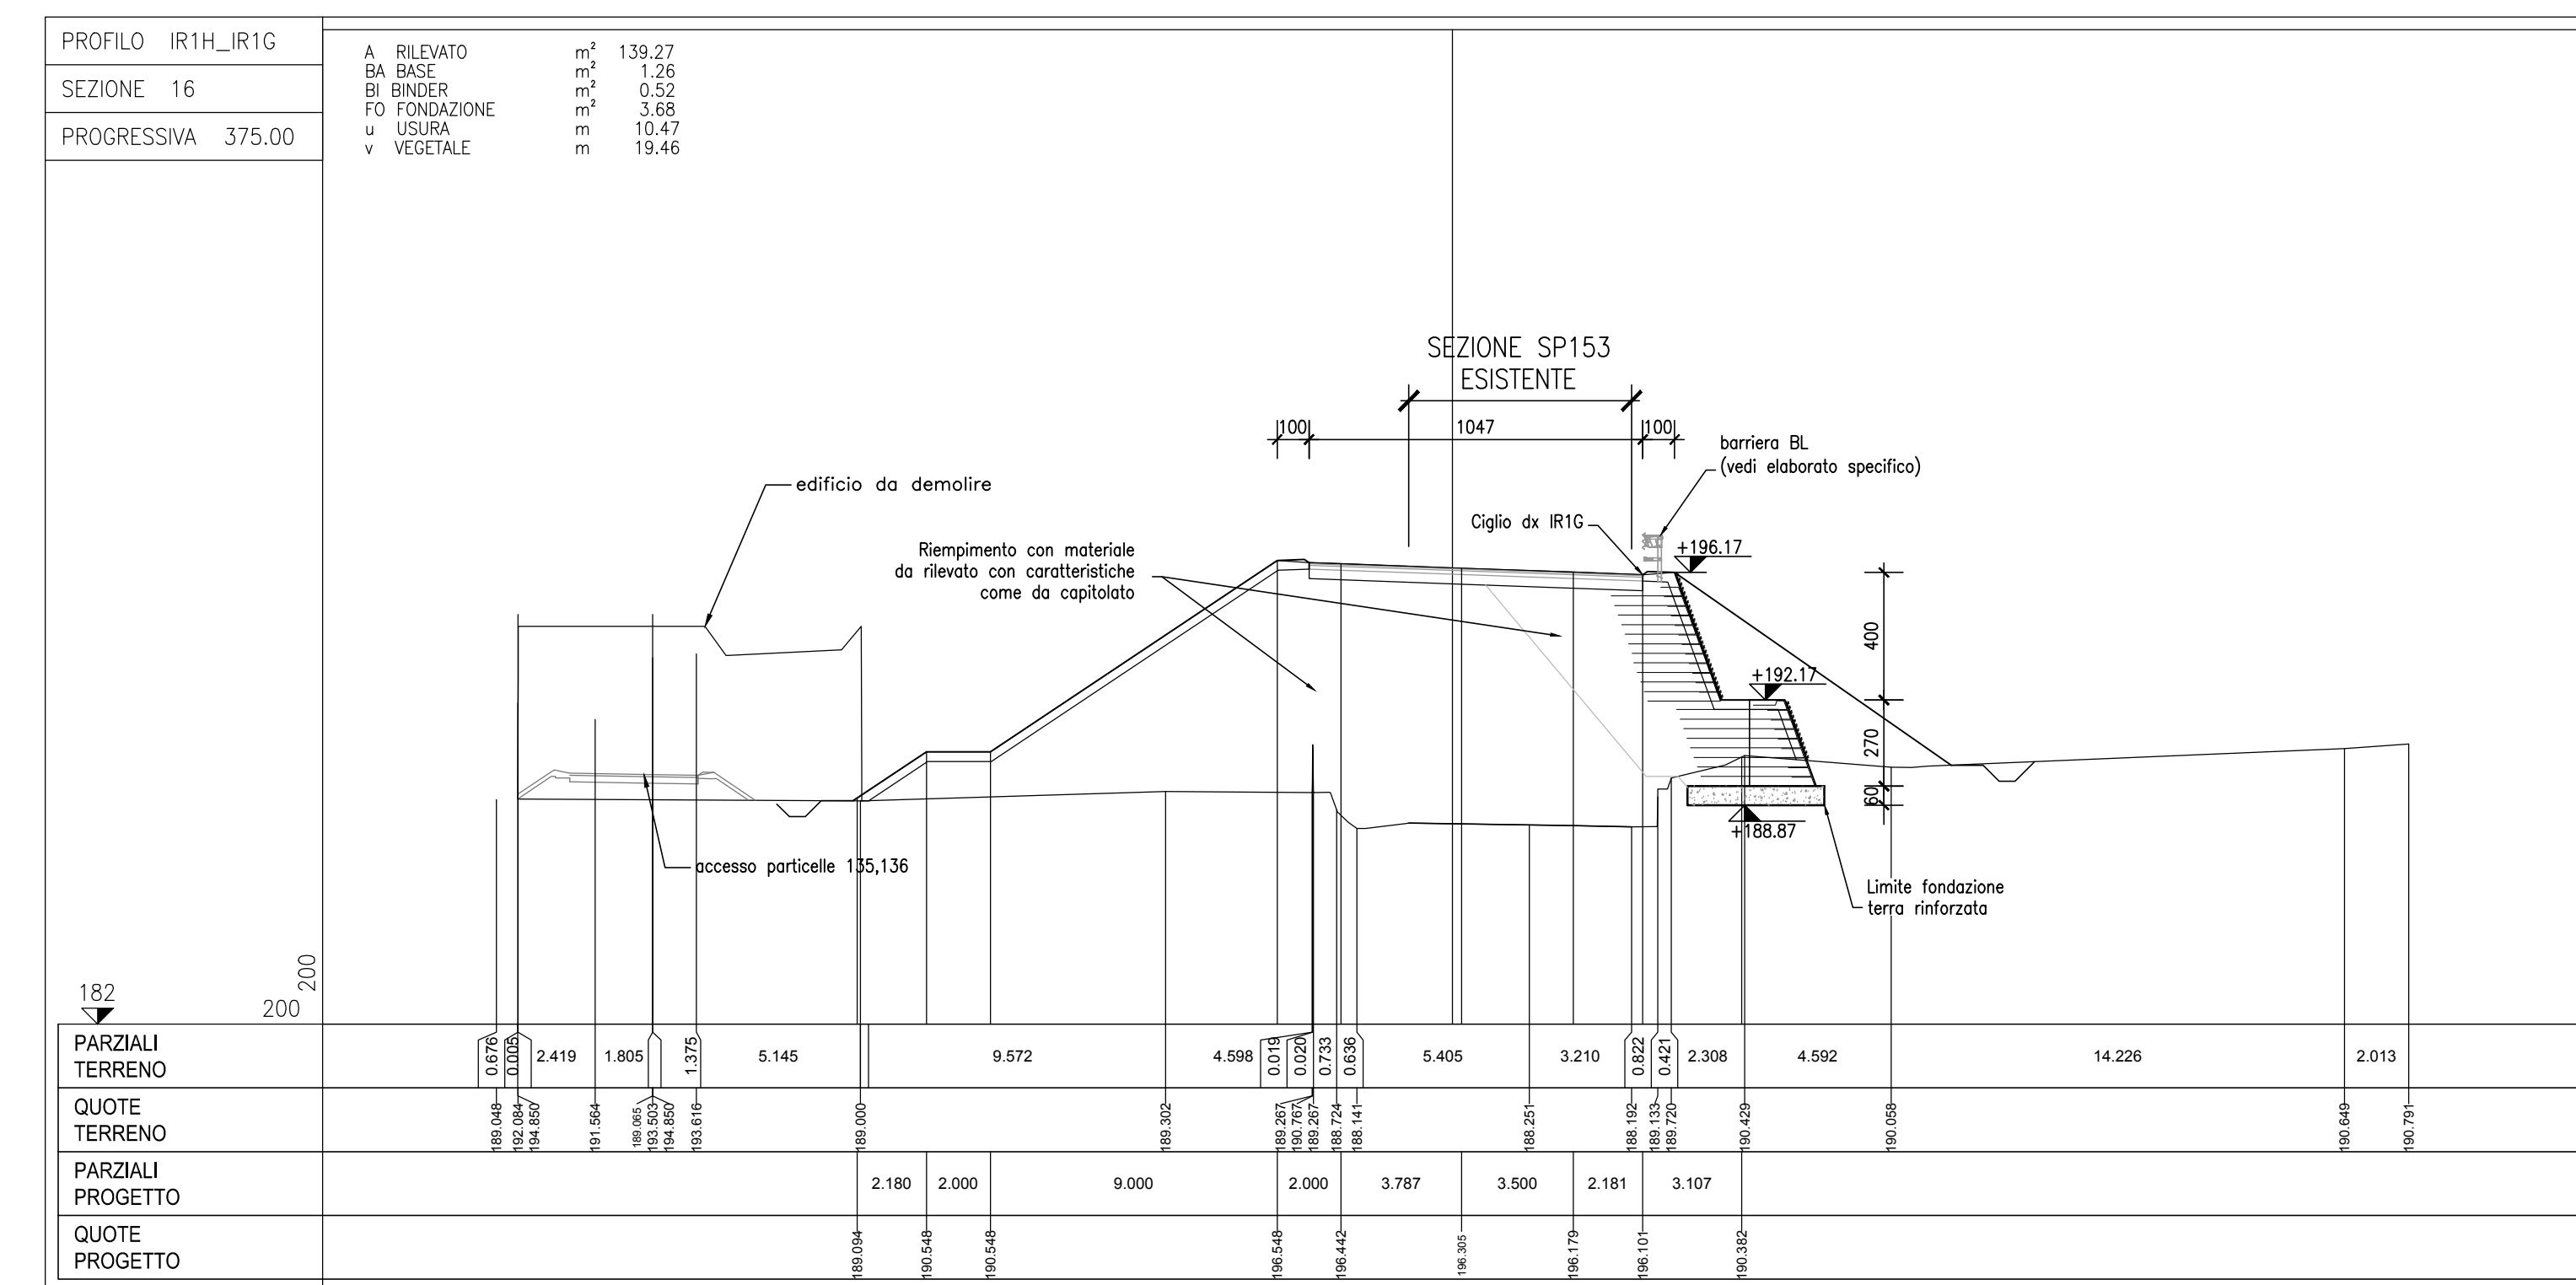 PROFILO IR1H_IR1G
SEZIONE 16
PROGRESSIVA 375.00
A RILEVATO m² 139.27
BA BASE m² 1.26
BI BINDER m² 0.52
FO FONDAZIONE m² 3.68
u USURA m 10.47
v VEGETALE m 19.46
SEZIONE SP153
ESISTENTE
100 1047 100
barriera BL
(vedi elaborato specifico)
edificio da demolire
Ciglio dx IR1G
Riempimento con materiale
da rilevato con caratteristiche
come da capitolato
+196.17
400
+192.17
270
60
+188.87
accesso particelle 135,136
Limite fondazione
terra rinforzata
182
200
200
PARZIALI
TERRENO
0.676 0.005 2.419 1.805 1.375 5.145 9.572 4.598 0.019 0.020 0.733 0.636 5.405 3.210 0.822 0.421 2.308 4.592 14.226 2.013
QUOTE
TERRENO
189.048 192.084 194.850 191.564 189.065 193.503 194.850 193.616 189.000 189.302 189.267 190.767 189.267 188.724 188.141 188.251 188.192 189.133 189.720 190.429 190.058 190.649 190.791
PARZIALI
PROGETTO
2.180 2.000 9.000 2.000 3.787 3.500 2.181 3.107
QUOTE
PROGETTO
189.094 190.548 190.548 196.548 196.442 196.305 196.179 196.101 190.382